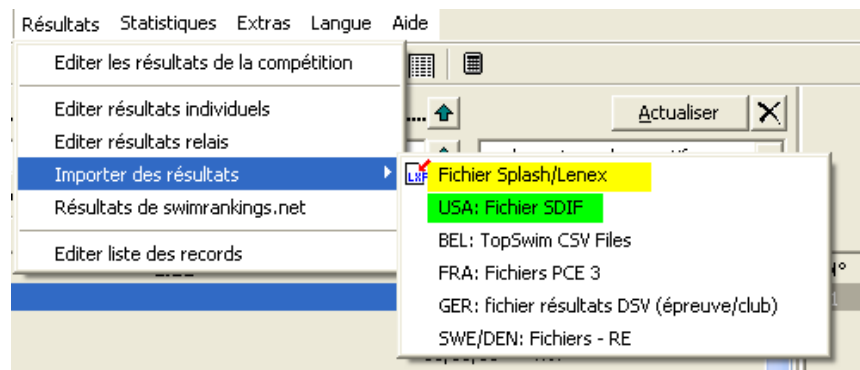 Résultats Statistiques Extras Langue Aide
Editer les résultats de la compétition
Editer résultats individuels
.... Actualiser
Editer résultats relais
Importer des résultats
LXF Fichier Splash/Lenex
Résultats de swimrankings.net
USA: Fichier SDIF
BEL: TopSwim CSV Files
Editer liste des records
FRA: Fichiers PCE 3
N°
GER: fichier résultats DSV (épreuve/club)
1
SWE/DEN: Fichiers - RE